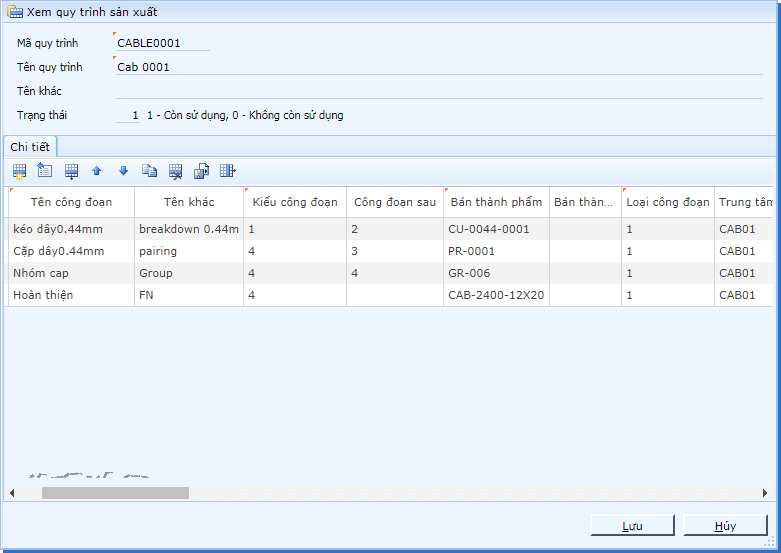 Xem quy trình sản xuất
Mã quy trình CABLE0001
Tên quy trình Cab 0001
Tên khác
Trạng thái 1 1 - Còn sử dụng, 0 - Không còn sử dụng
Chi tiết
Tên công đoạn Tên khác Kiểu công đoạn Công đoạn sau Bán thành phẩm Bán thàn... Loại công đoạn Trung tâm
kéo dây0.44mm breakdown 0.44m 1 2 CU-0044-0001 1 CAB01
Cặp dây0.44mm pairing 4 3 PR-0001 1 CAB01
Nhóm cap Group 4 4 GR-006 1 CAB01
Hoàn thiện FN 4 CAB-2400-12X20 1 CAB01
Lưu Hủy